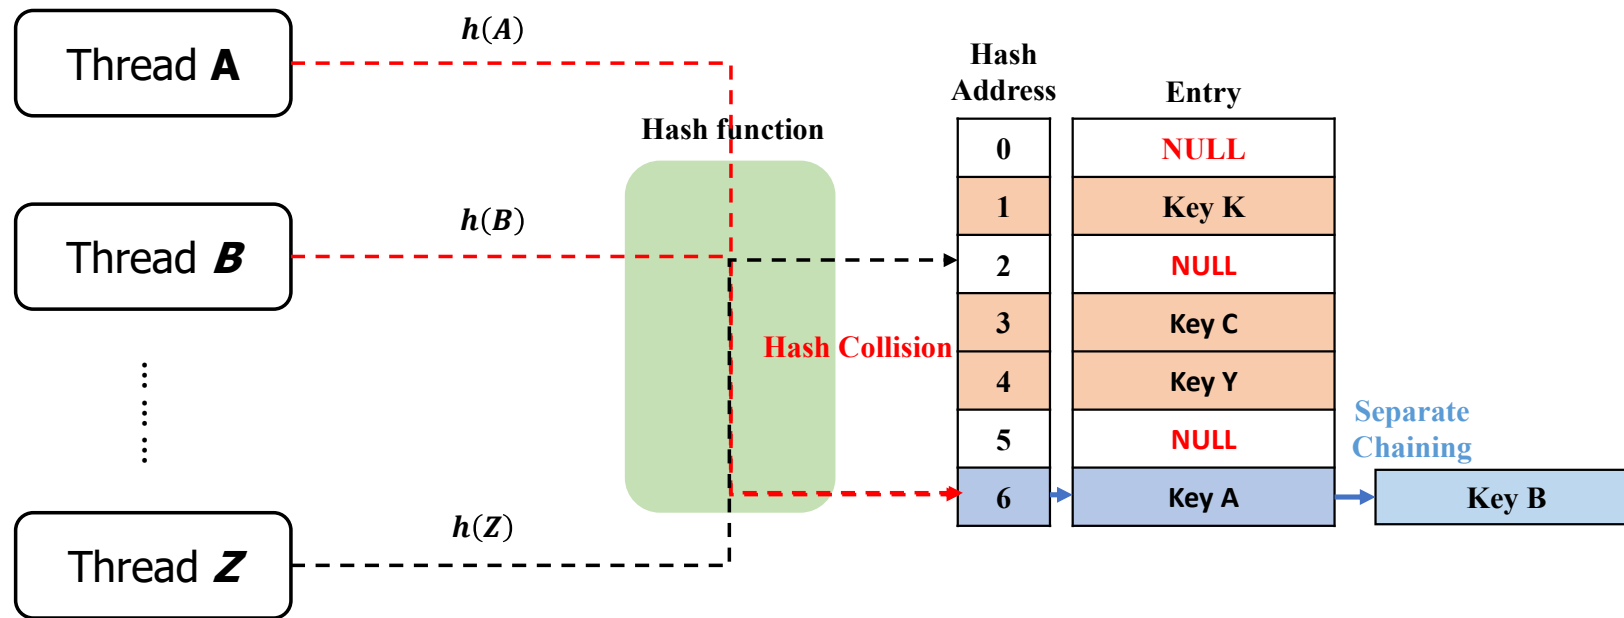 Thread A
h(A)
Hash function
Thread B
h(B)
Thread Z
h(Z)
Hash Collision
Hash
Address
Entry
0 NULL
1 Key K
2 NULL
3 Key C
4 Key Y
5 NULL
6 Key A
Separate
Chaining
Key B